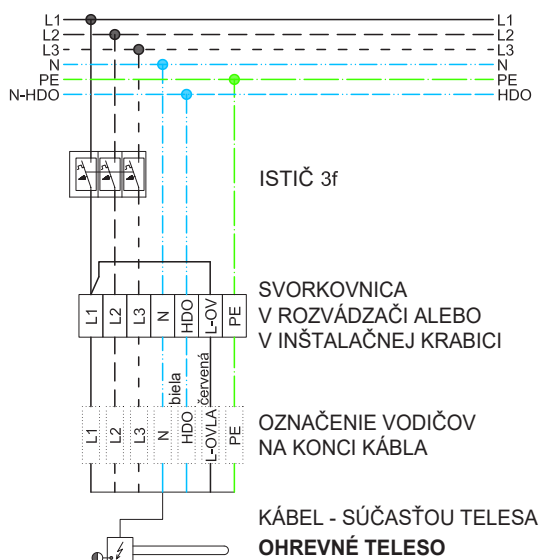 L1 L1
L2 L2
L3 L3
N N
PE PE
N-HDO HDO
ISTIČ 3f
SVORKOVNICA
V ROZVÁDZAČI ALEBO
V INŠTALAČNEJ KRABICI
L1 L2 L3 N HDO L-OV PE
biela červená
OZNAČENIE VODIČOV
NA KONCI KÁBLA
L1 L2 L3 N HDO L-OVLA PE
KÁBEL - SÚČASŤOU TELESA
OHREVNÉ TELESO